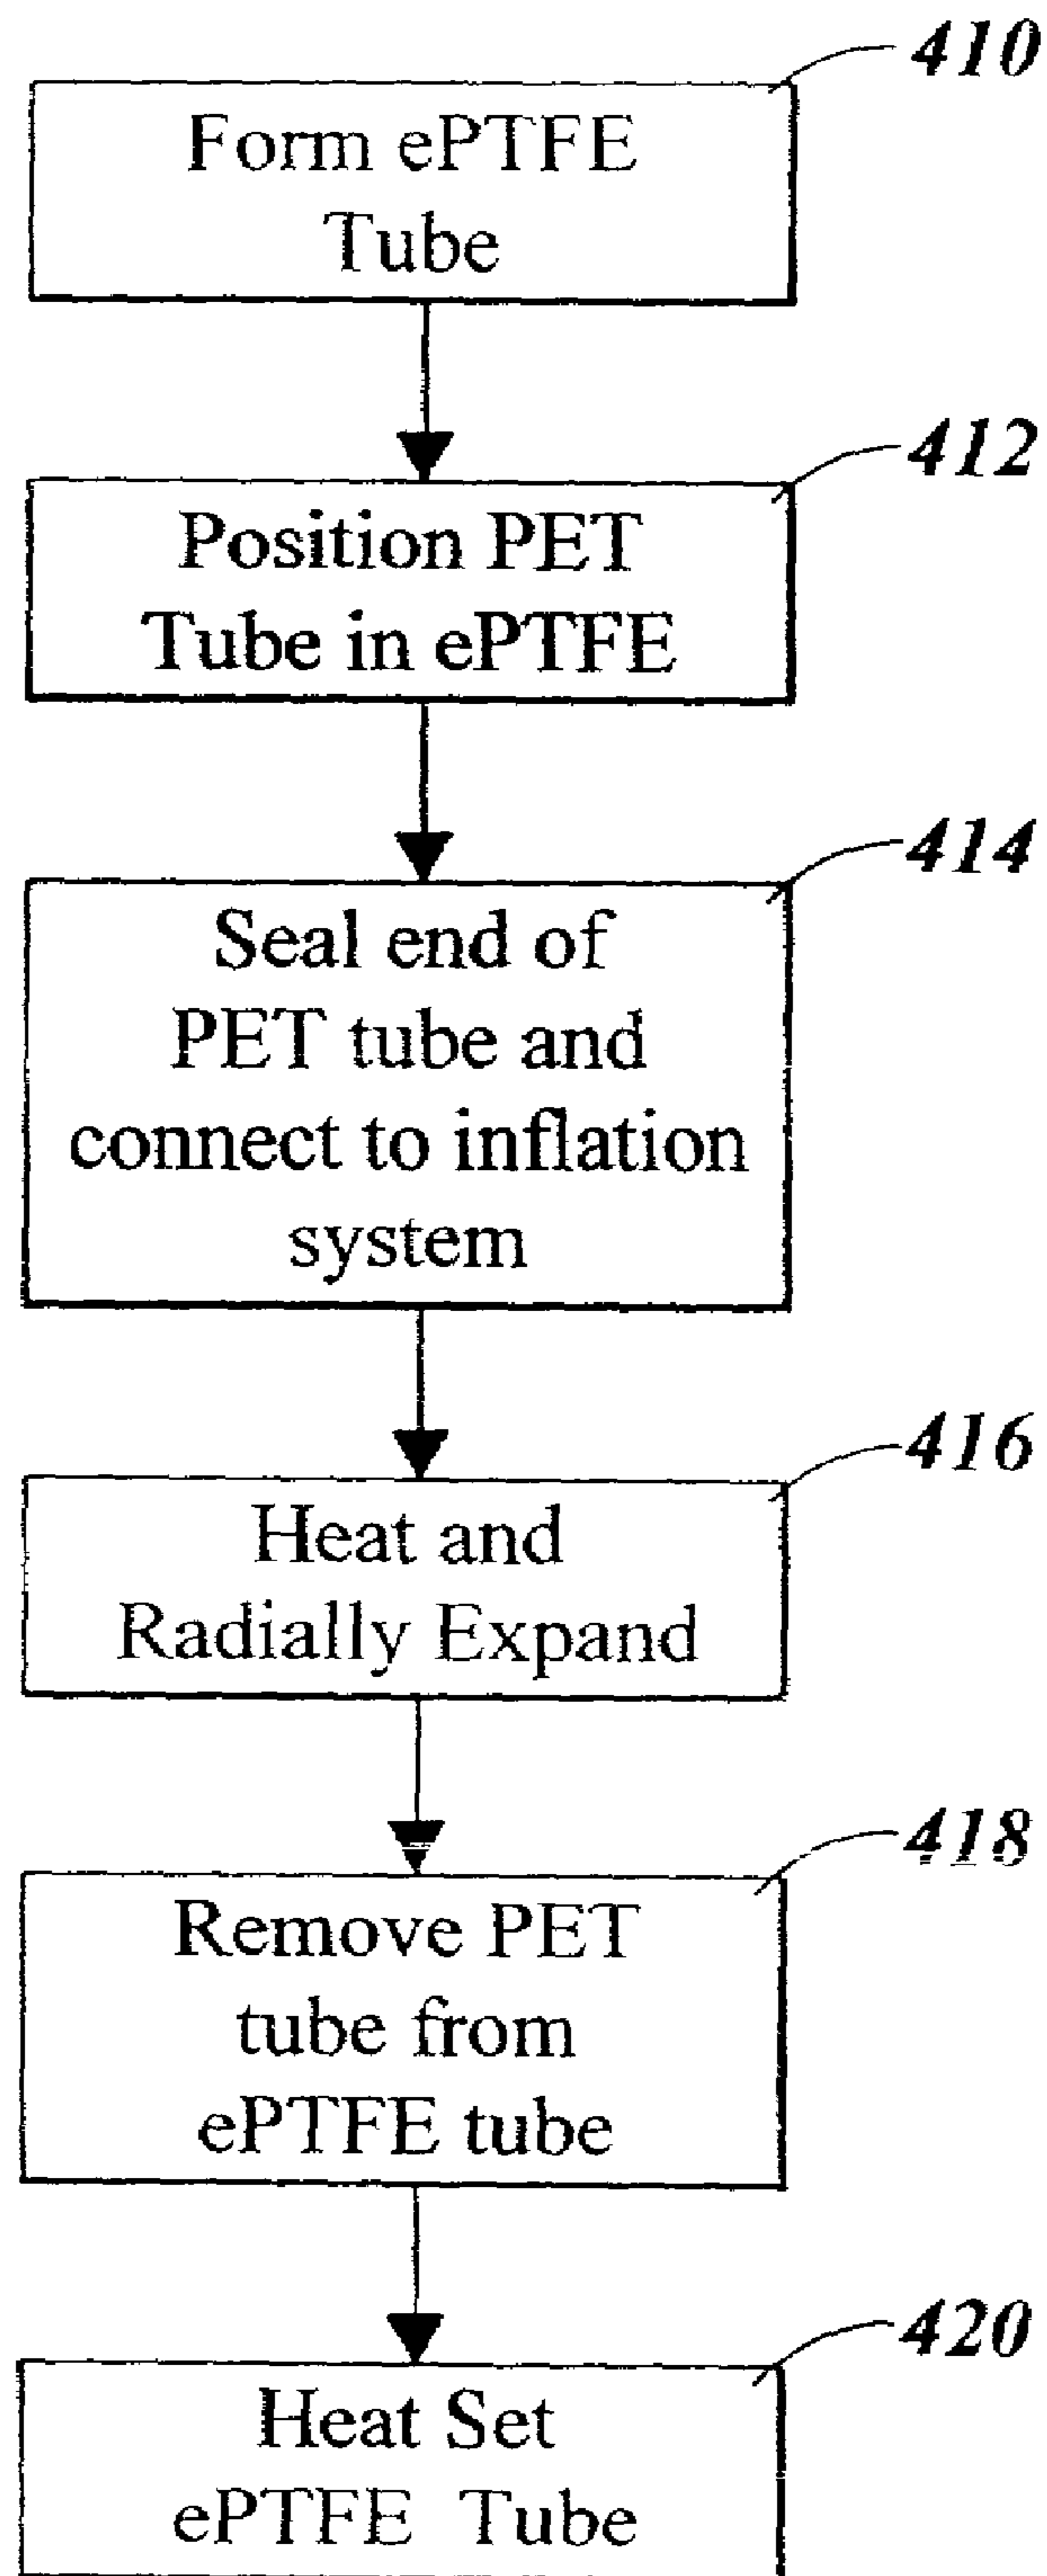 410
Form ePTFE
Tube
412
Position PET
Tube in ePTFE
414
Seal end of
PET tube and
connect to inflation
system
416
Heat and
Radially Expand
418
Remove PET
tube from
ePTFE tube
420
Heat Set
ePTFE Tube